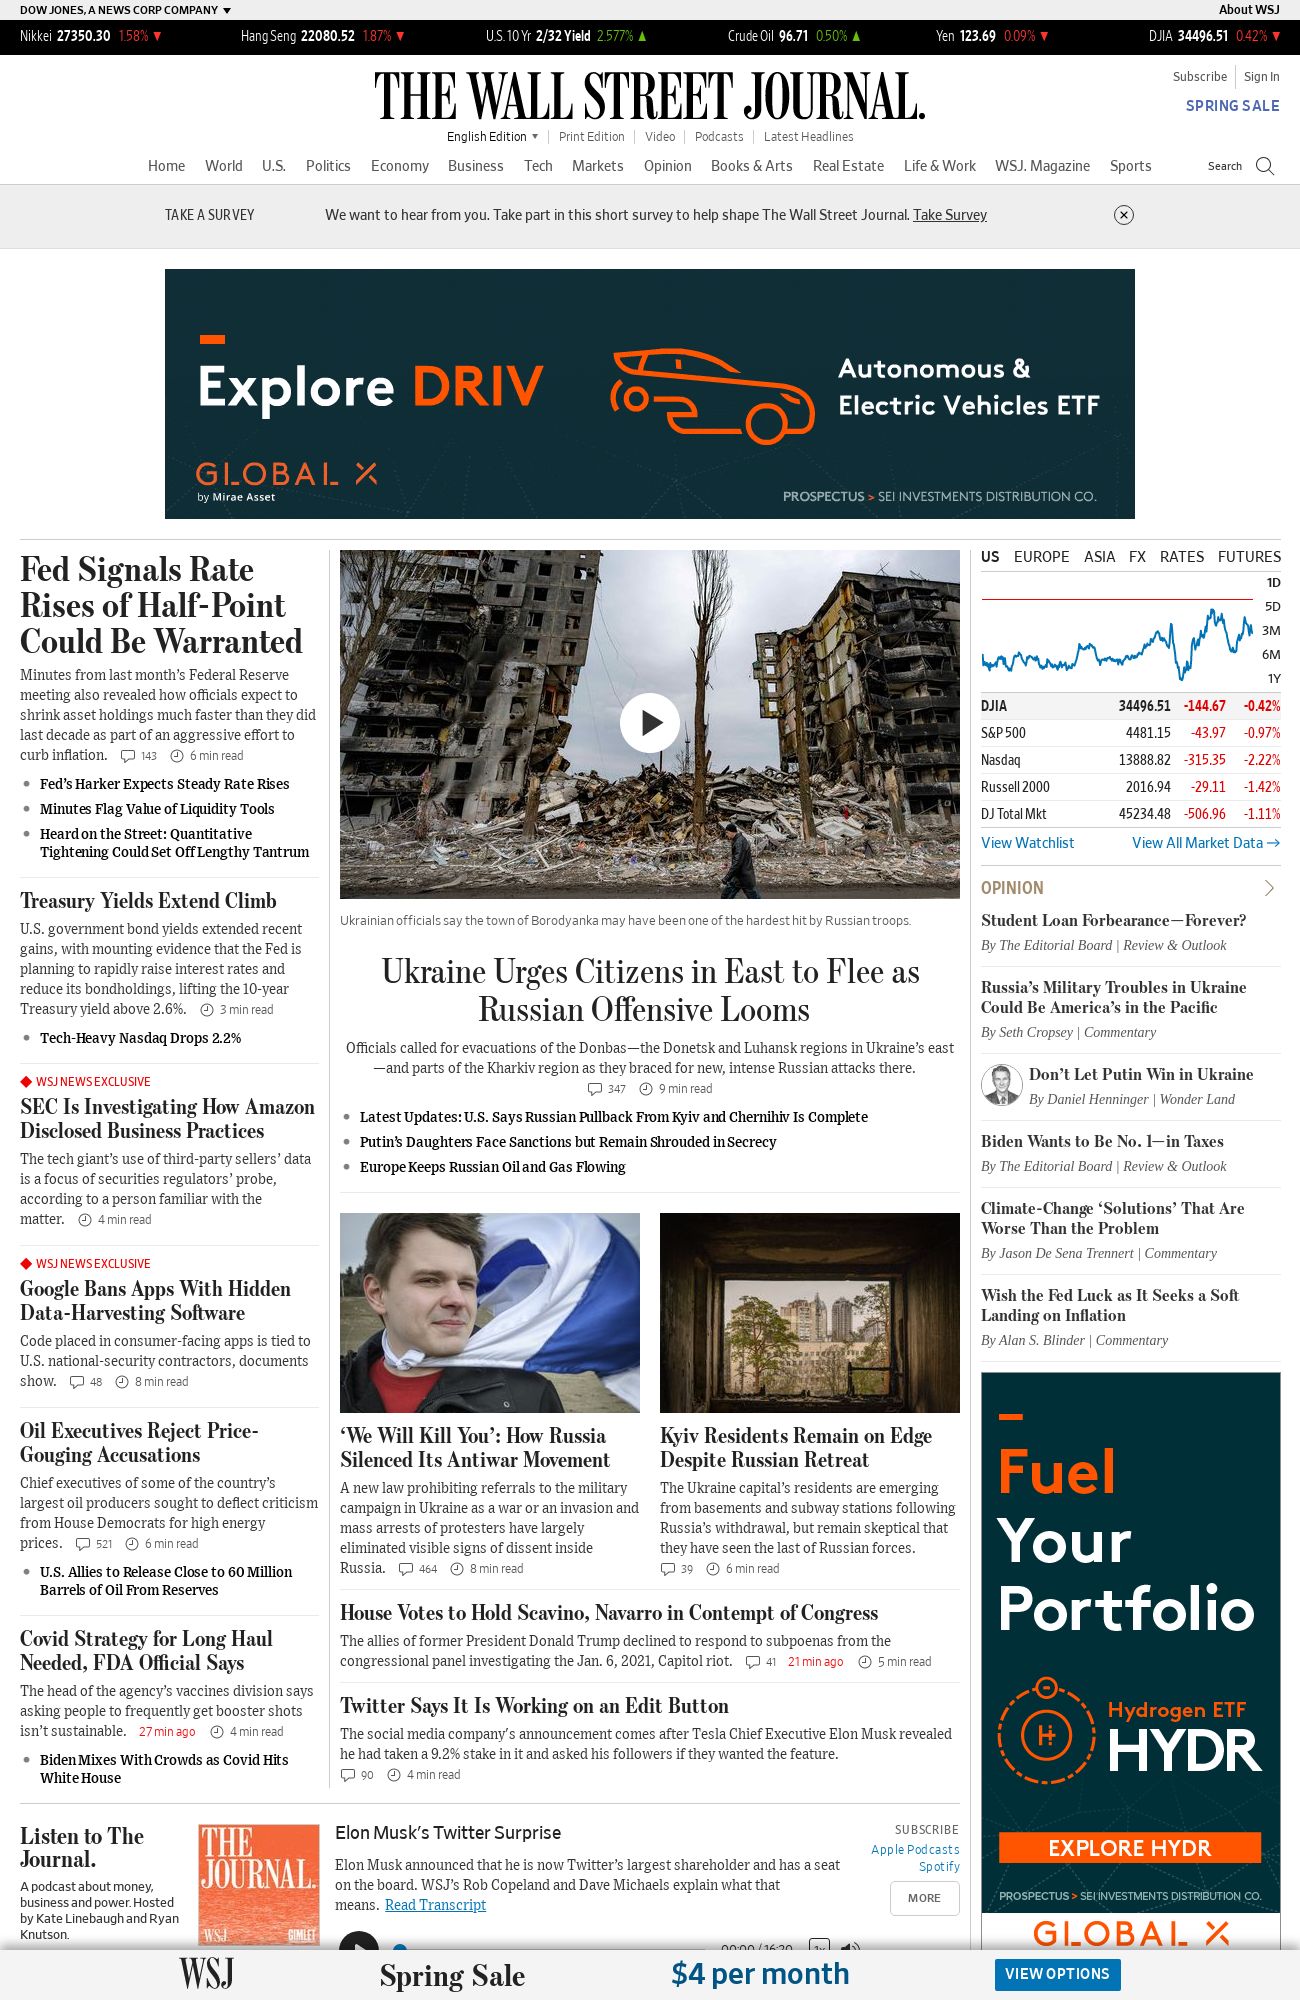 DOW JONES, A NEWS CORP COMPANY
About WSJ
Nikkei 27350.30 1.58%
Hang Seng 22080.52 1.87%
U.S. 10 Yr 2/32 Yield 2.577%
Crude Oil 96.71 0.50%
Yen 123.69 0.09%
DJIA 34496.51 0.42%
THE WALL STREET JOURNAL.
Subscribe Sign In
SPRING SALE
English Edition Print Edition Video Podcasts Latest Headlines
Home World U.S. Politics Economy Business Tech Markets Opinion Books & Arts Real Estate Life & Work WSJ. Magazine Sports
Search
TAKE A SURVEY
We want to hear from you. Take part in this short survey to help shape The Wall Street Journal. Take Survey
Explore DRIV
Autonomous &
Electric Vehicles ETF
GLOBAL X
by Mirae Asset
PROSPECTUS > SEI INVESTMENTS DISTRIBUTION CO.
Fed Signals Rate
Rises of Half-Point
Could Be Warranted
Minutes from last month’s Federal Reserve
meeting also revealed how officials expect to
shrink asset holdings much faster than they did
last decade as part of an aggressive effort to
curb inflation. 143 6 min read
Fed’s Harker Expects Steady Rate Rises
Minutes Flag Value of Liquidity Tools
Heard on the Street: Quantitative
Tightening Could Set Off Lengthy Tantrum
Treasury Yields Extend Climb
U.S. government bond yields extended recent
gains, with mounting evidence that the Fed is
planning to rapidly raise interest rates and
reduce its bondholdings, lifting the 10-year
Treasury yield above 2.6%. 3 min read
Tech-Heavy Nasdaq Drops 2.2%
WSJ NEWS EXCLUSIVE
SEC Is Investigating How Amazon
Disclosed Business Practices
The tech giant’s use of third-party sellers’ data
is a focus of securities regulators’ probe,
according to a person familiar with the
matter. 4 min read
WSJ NEWS EXCLUSIVE
Google Bans Apps With Hidden
Data-Harvesting Software
Code placed in consumer-facing apps is tied to
U.S. national-security contractors, documents
show. 48 8 min read
Oil Executives Reject Price-
Gouging Accusations
Chief executives of some of the country’s
largest oil producers sought to deflect criticism
from House Democrats for high energy
prices. 521 6 min read
U.S. Allies to Release Close to 60 Million
Barrels of Oil From Reserves
Covid Strategy for Long Haul
Needed, FDA Official Says
The head of the agency’s vaccines division says
asking people to frequently get booster shots
isn’t sustainable. 27 min ago 4 min read
Biden Mixes With Crowds as Covid Hits
White House
Ukrainian officials say the town of Borodyanka may have been one of the hardest hit by Russian troops.
Ukraine Urges Citizens in East to Flee as
Russian Offensive Looms
Officials called for evacuations of the Donbas—the Donetsk and Luhansk regions in Ukraine’s east
—and parts of the Kharkiv region as they braced for new, intense Russian attacks there.
347 9 min read
Latest Updates: U.S. Says Russian Pullback From Kyiv and Chernihiv Is Complete
Putin’s Daughters Face Sanctions but Remain Shrouded in Secrecy
Europe Keeps Russian Oil and Gas Flowing
‘We Will Kill You’: How Russia
Silenced Its Antiwar Movement
A new law prohibiting referrals to the military
campaign in Ukraine as a war or an invasion and
mass arrests of protesters have largely
eliminated visible signs of dissent inside
Russia. 464 8 min read
Kyiv Residents Remain on Edge
Despite Russian Retreat
The Ukraine capital’s residents are emerging
from basements and subway stations following
Russia’s withdrawal, but remain skeptical that
they have seen the last of Russian forces.
39 6 min read
House Votes to Hold Scavino, Navarro in Contempt of Congress
The allies of former President Donald Trump declined to respond to subpoenas from the
congressional panel investigating the Jan. 6, 2021, Capitol riot. 41 21 min ago 5 min read
Twitter Says It Is Working on an Edit Button
The social media company's announcement comes after Tesla Chief Executive Elon Musk revealed
he had taken a 9.2% stake in it and asked his followers if they wanted the feature.
90 4 min read
US EUROPE ASIA FX RATES FUTURES
1D
5D
3M
6M
1Y
DJIA 34496.51 -144.67 -0.42%
S&P 500 4481.15 -43.97 -0.97%
Nasdaq 13888.82 -315.35 -2.22%
Russell 2000 2016.94 -29.11 -1.42%
DJ Total Mkt 45234.48 -506.96 -1.11%
View Watchlist View All Market Data
OPINION
Student Loan Forbearance—Forever?
By The Editorial Board | Review & Outlook
Russia’s Military Troubles in Ukraine
Could Be America’s in the Pacific
By Seth Cropsey | Commentary
Don’t Let Putin Win in Ukraine
By Daniel Henninger | Wonder Land
Biden Wants to Be No. 1—in Taxes
By The Editorial Board | Review & Outlook
Climate-Change ‘Solutions’ That Are
Worse Than the Problem
By Jason De Sena Trennert | Commentary
Wish the Fed Luck as It Seeks a Soft
Landing on Inflation
By Alan S. Blinder | Commentary
Fuel
Your
Portfolio
H
Hydrogen ETF
HYDR
EXPLORE HYDR
PROSPECTUS > SEI INVESTMENTS DISTRIBUTION CO.
GLOBAL X
Listen to The
Journal.
A podcast about money,
business and power. Hosted
by Kate Linebaugh and Ryan
Knutson.
THE
JOURNAL.
WSJ GIMLET
Elon Musk’s Twitter Surprise
Elon Musk announced that he is now Twitter’s largest shareholder and has a seat
on the board. WSJ’s Rob Copeland and Dave Michaels explain what that
means. Read Transcript
00:00 / 16:20 1x
SUBSCRIBE
Apple Podcasts
Spotify
MORE
WSJ Spring Sale $4 per month VIEW OPTIONS